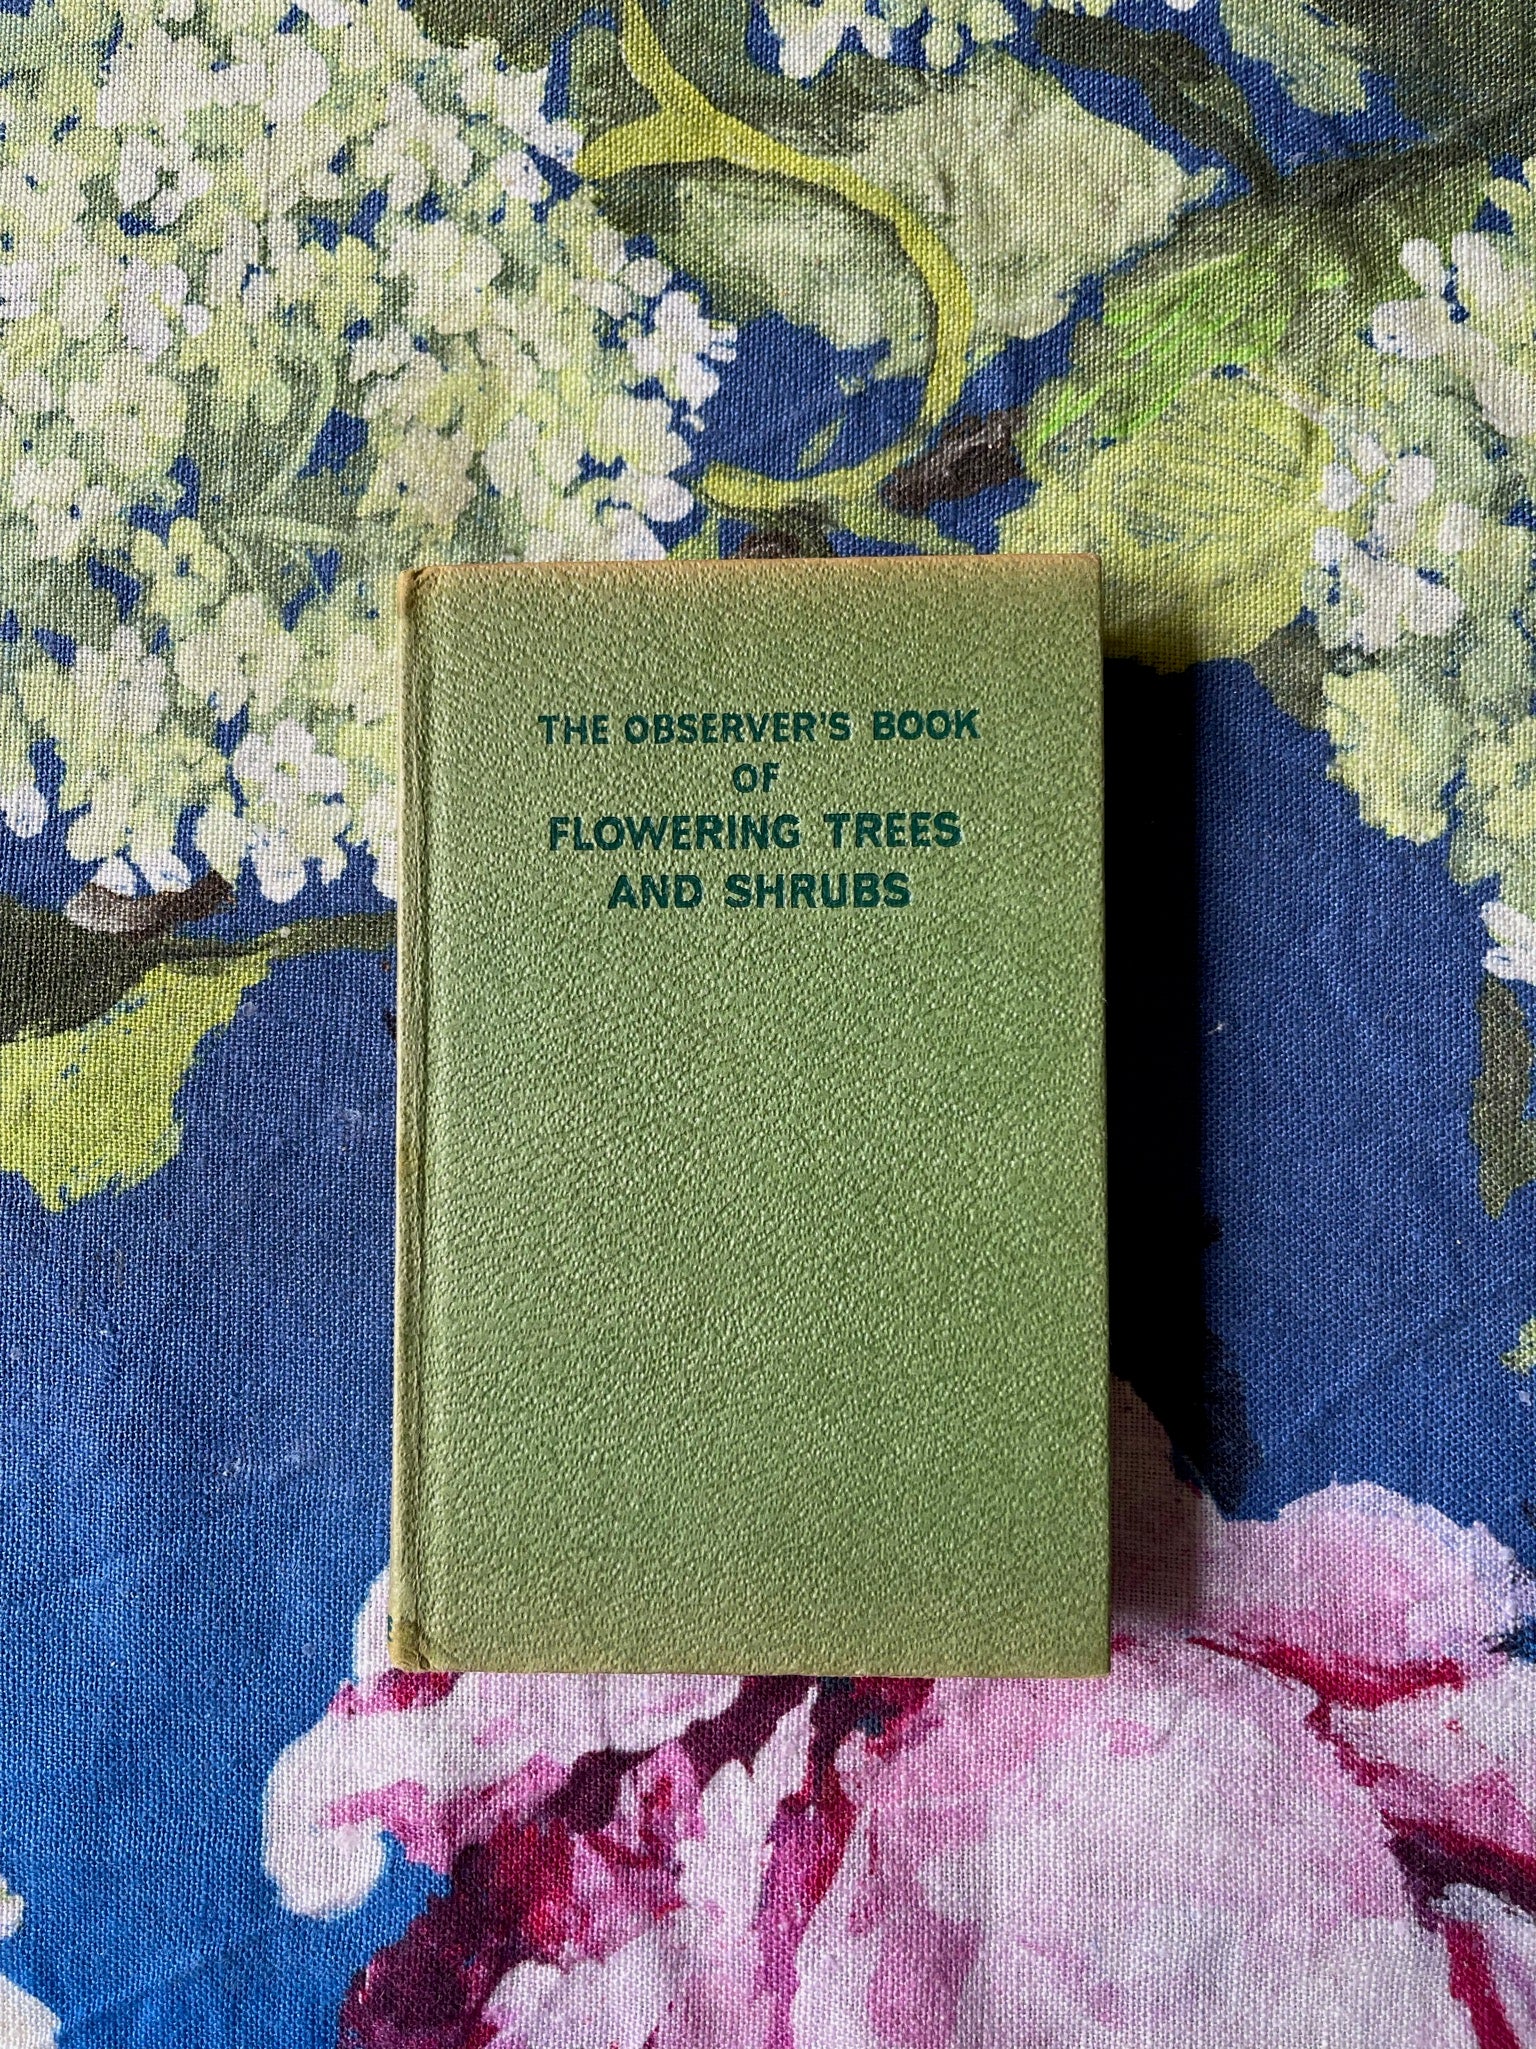 THE OBSERVER'S BOOK
OF
FLOWERING TREES
AND SHRUBS